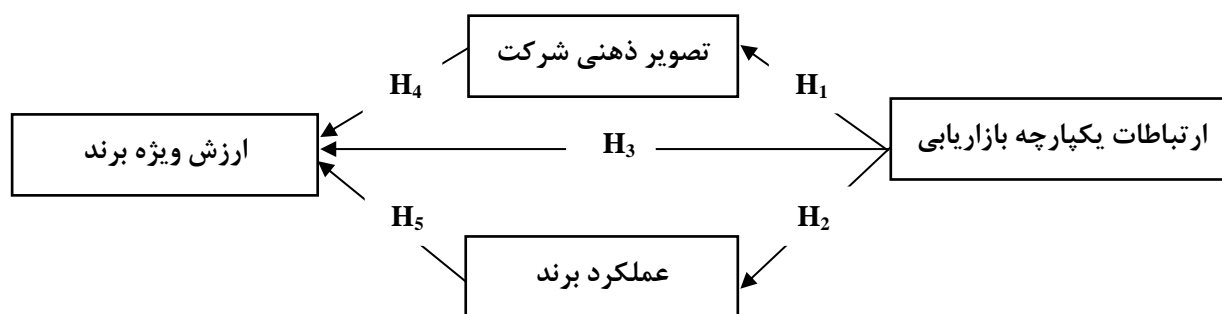 تصویر ذهنی شرکت
H₄
H₁
ارتباطات یکپارچه بازاریابی
H₃
ارزش ویژه برند
H₅
H₂
عملکرد برند